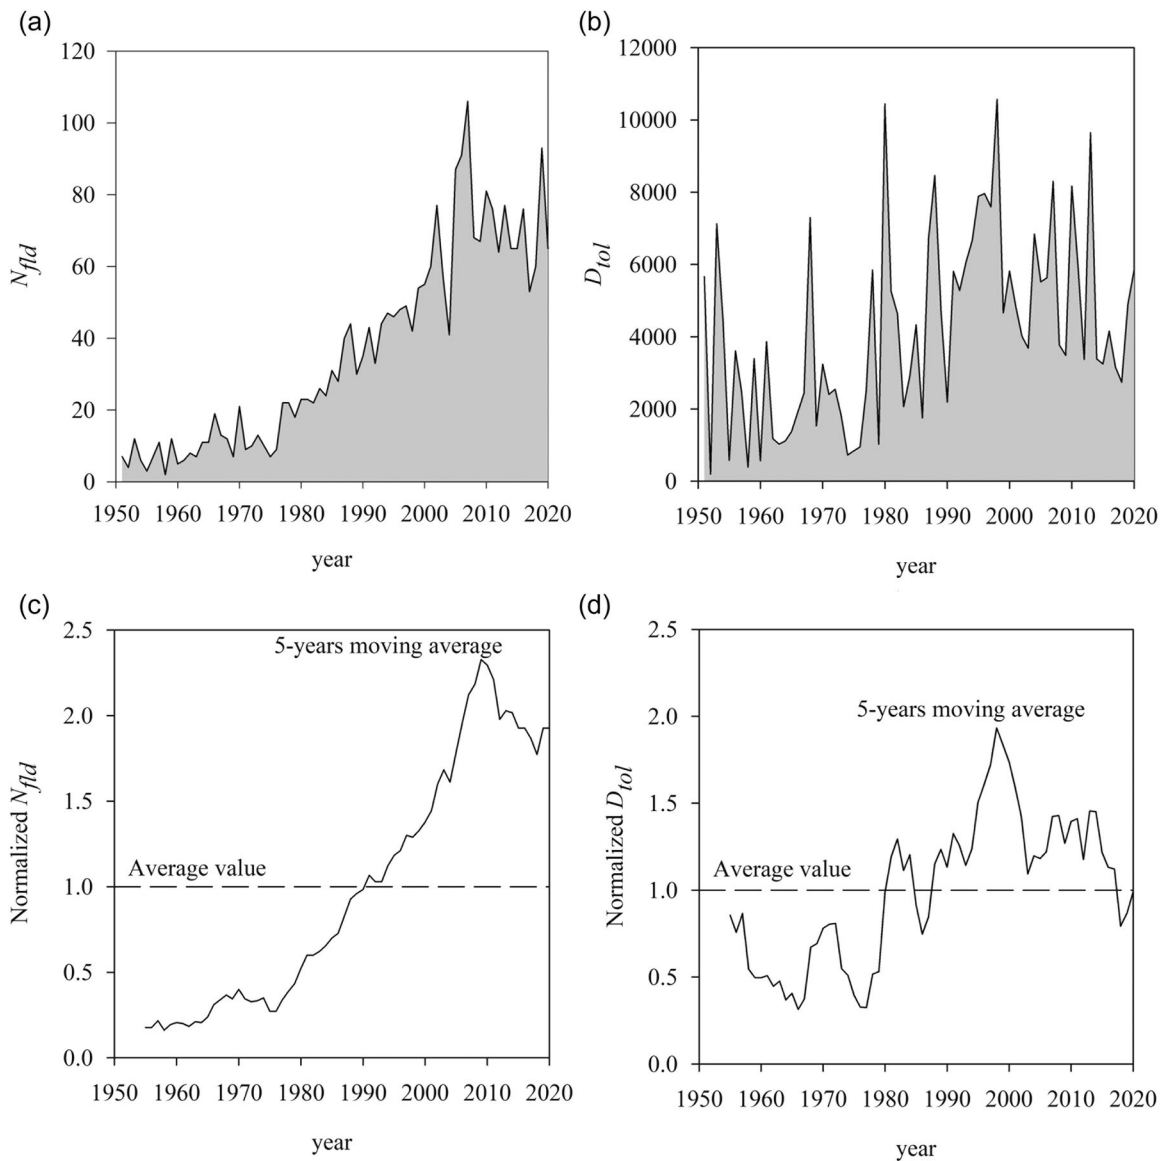 (a)
120
100
80
60
40
20
0
N_fld
1950 1960 1970 1980 1990 2000 2010 2020
year
(b)
12000
10000
8000
6000
4000
2000
0
D_tol
1950 1960 1970 1980 1990 2000 2010 2020
year
(c)
2.5
2.0
1.5
1.0
0.5
0.0
Normalized N_fld
5-years moving average
Average value
1950 1960 1970 1980 1990 2000 2010 2020
year
(d)
2.5
2.0
1.5
1.0
0.5
0.0
Normalized D_tol
5-years moving average
Average value
1950 1960 1970 1980 1990 2000 2010 2020
year